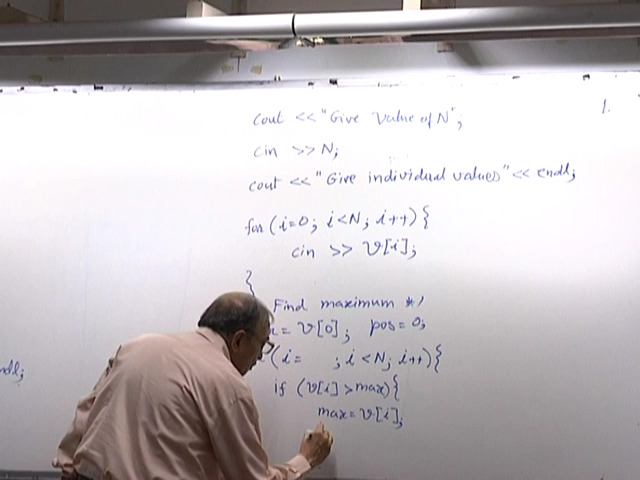 cout << "Give Value of N";
1.
cin >> N;
cout << "Give individual values" << endl;
for (i=0; i<N; i++) {
cin >> V[i];
}
Find maximum */
= V[0]; pos=0;
(i= ; i<N; i++) {
if (V[i] > max) {
max = V[i];
endl;